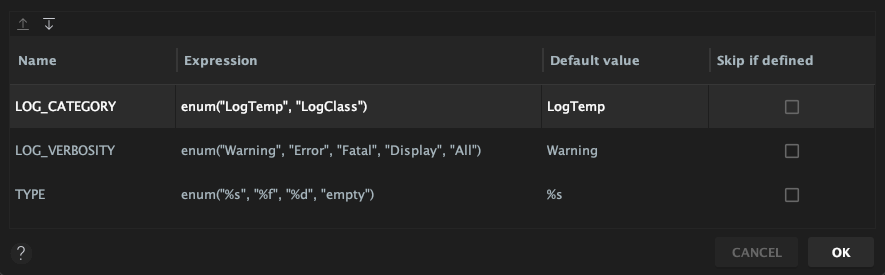 Name Expression Default value Skip if defined
LOG_CATEGORY enum("LogTemp", "LogClass") LogTemp
LOG_VERBOSITY enum("Warning", "Error", "Fatal", "Display", "All") Warning
TYPE enum("%s", "%f", "%d", "empty") %s
? CANCEL OK